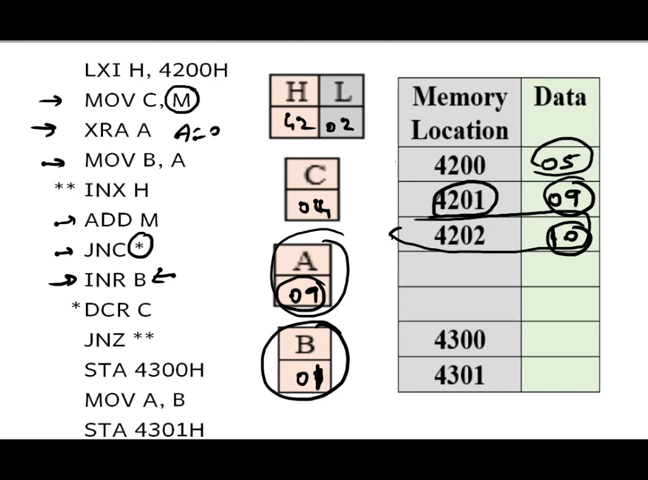 LXI H, 4200H
→ MOV C, M
→ XRA A A=0
→ MOV B, A
** INX H
→ ADD M
→ JNC *
→ INR B ←
*DCR C
JNZ **
STA 4300H
MOV A, B
STA 4301H
H L
42 02
C
04
A
09
B
01
Memory Location Data
4200 05
4201 09
4202 10
4300
4301